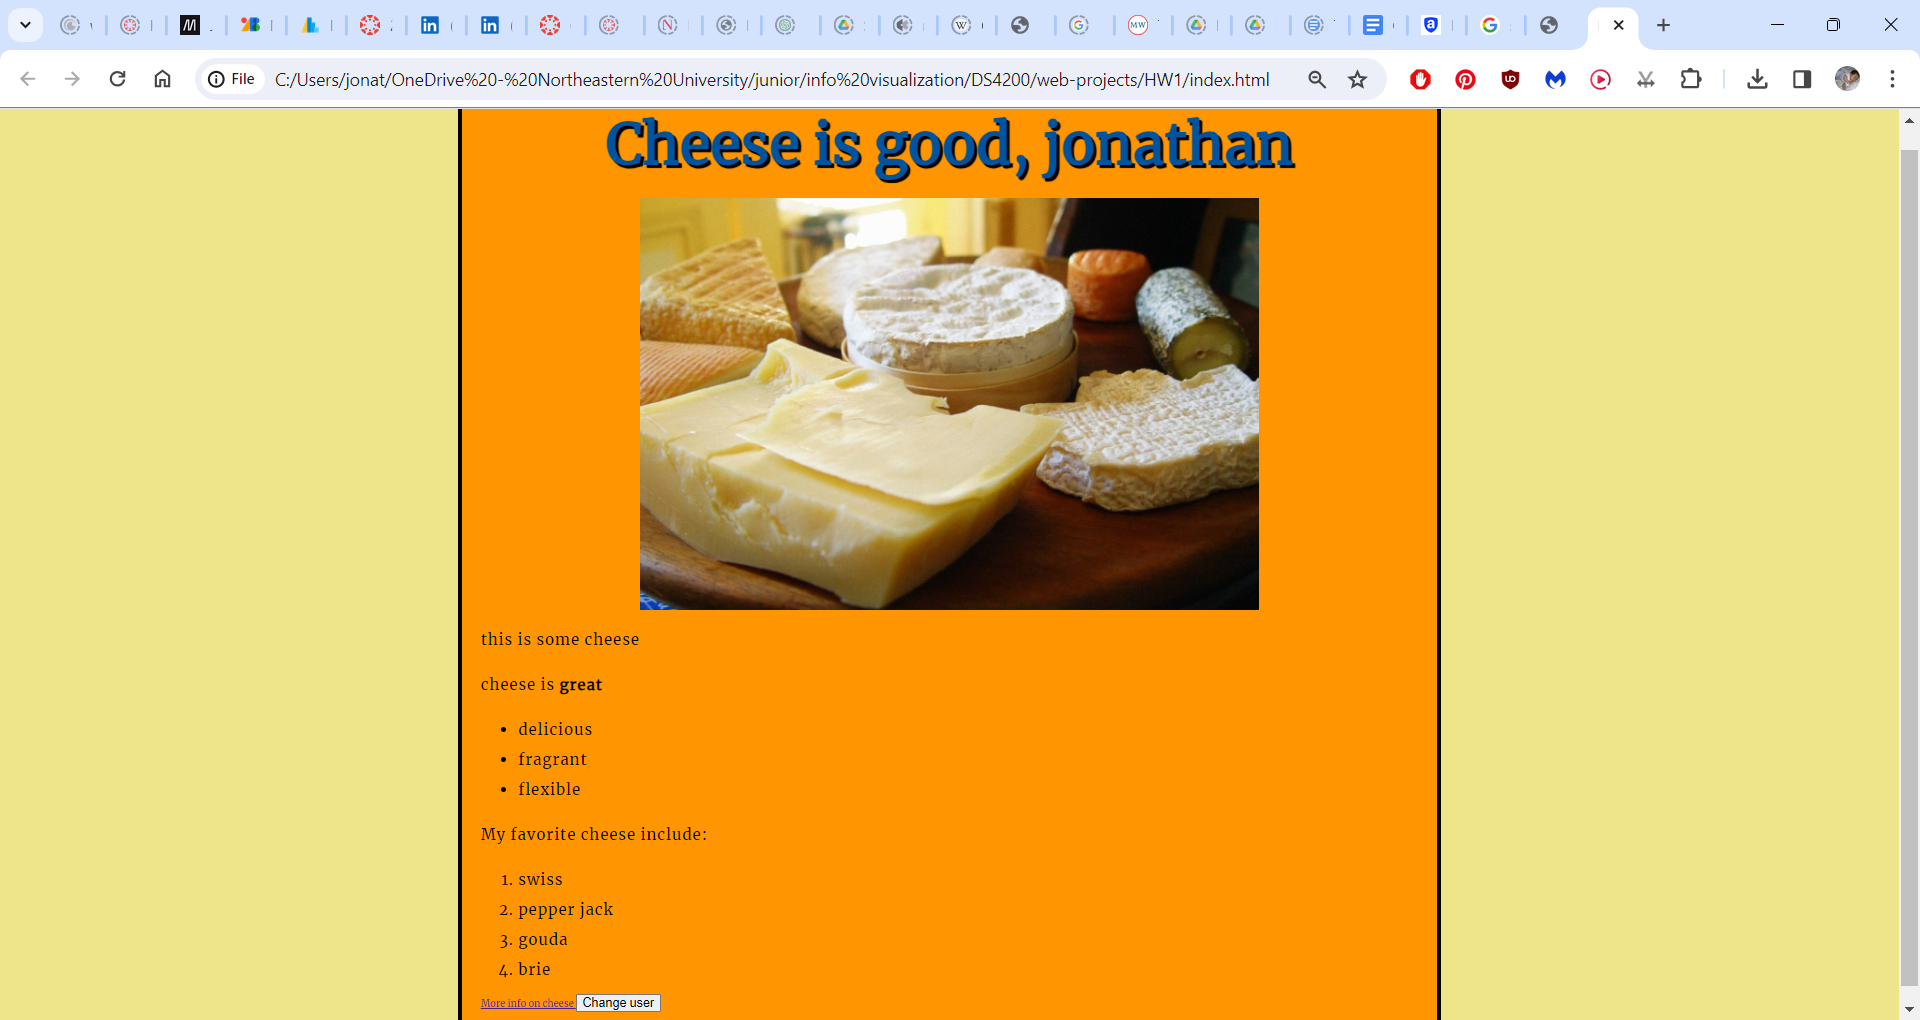 File C:/Users/jonat/OneDrive%20-%20Northeastern%20University/junior/info%20visualization/DS4200/web-projects/HW1/index.html
Cheese is good, jonathan
this is some cheese
cheese is great
• delicious
• fragrant
• flexible
My favorite cheese include:
1. swiss
2. pepper jack
3. gouda
4. brie
More info on cheese Change user